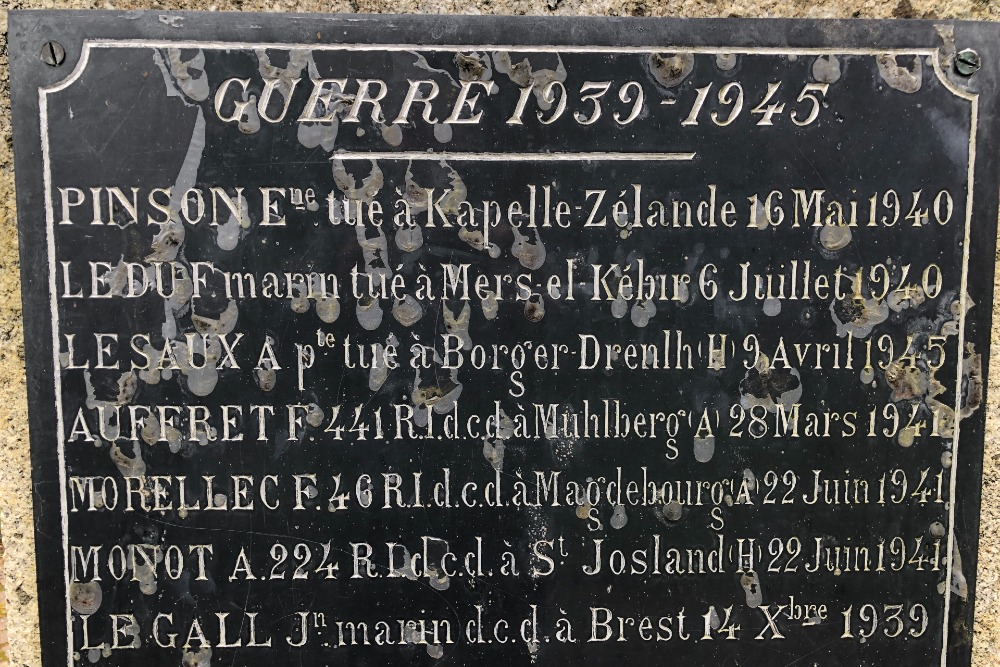 GUERRE 1939-1945
PINSON Eⁿᵉ tué à Kapelle-Zélande 16 Mai 1940
LE DU F. marin tué à Mers-el-Kébir 6 Juillet 1940
LE SAUX A pᵗᵉ tué à Borger-Drenlh (H) 9 Avril 1945
AUFFRET F. 441 R.I. d.c.d. à Muhlberg (A) 28 Mars 1941
MORELLEC F. 46 R.I. d.c.d. à Magdebourg (A) 22 Juin 1941
MONOT A. 224 R.I. d.c.d. à Sᵗ Josland (H) 22 Juin 1941
LE GALL Jⁿ marin d.c.d. à Brest 14 Xᵇʳᵉ 1939